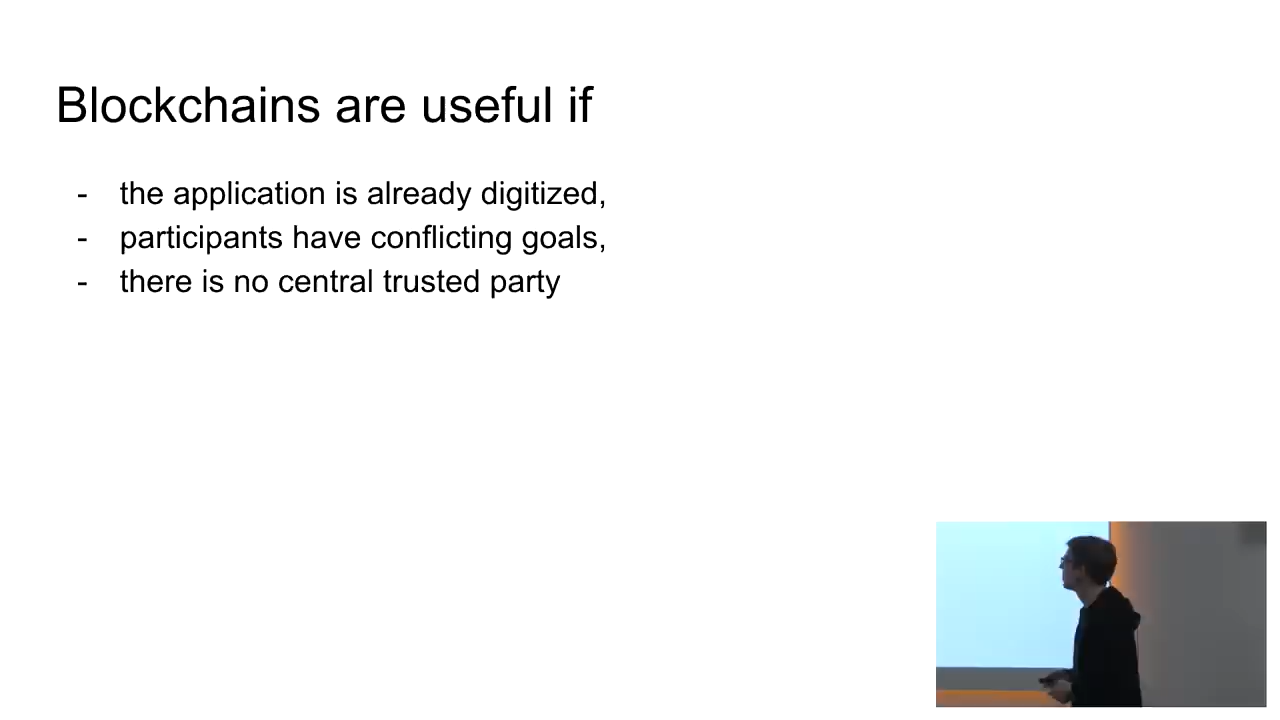 Blockchains are useful if
- the application is already digitized,
- participants have conflicting goals,
- there is no central trusted party